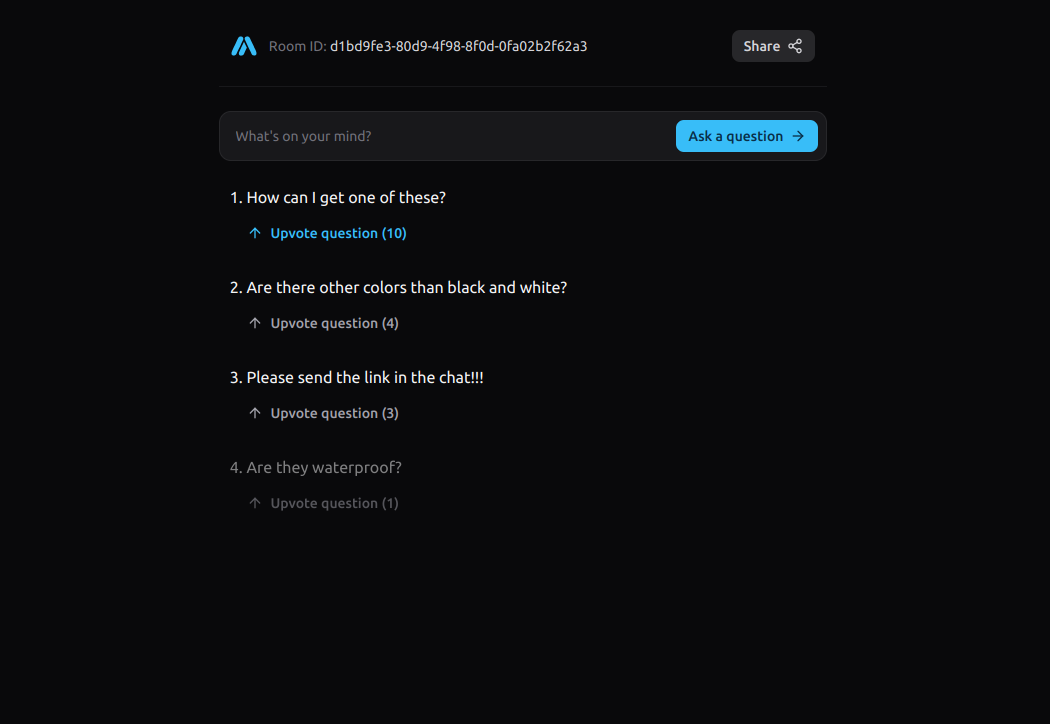 Room ID: d1bd9fe3-80d9-4f98-8f0d-0fa02b2f62a3
Share
What's on your mind?
Ask a question
1. How can I get one of these?
Upvote question (10)
2. Are there other colors than black and white?
Upvote question (4)
3. Please send the link in the chat!!!
Upvote question (3)
4. Are they waterproof?
Upvote question (1)